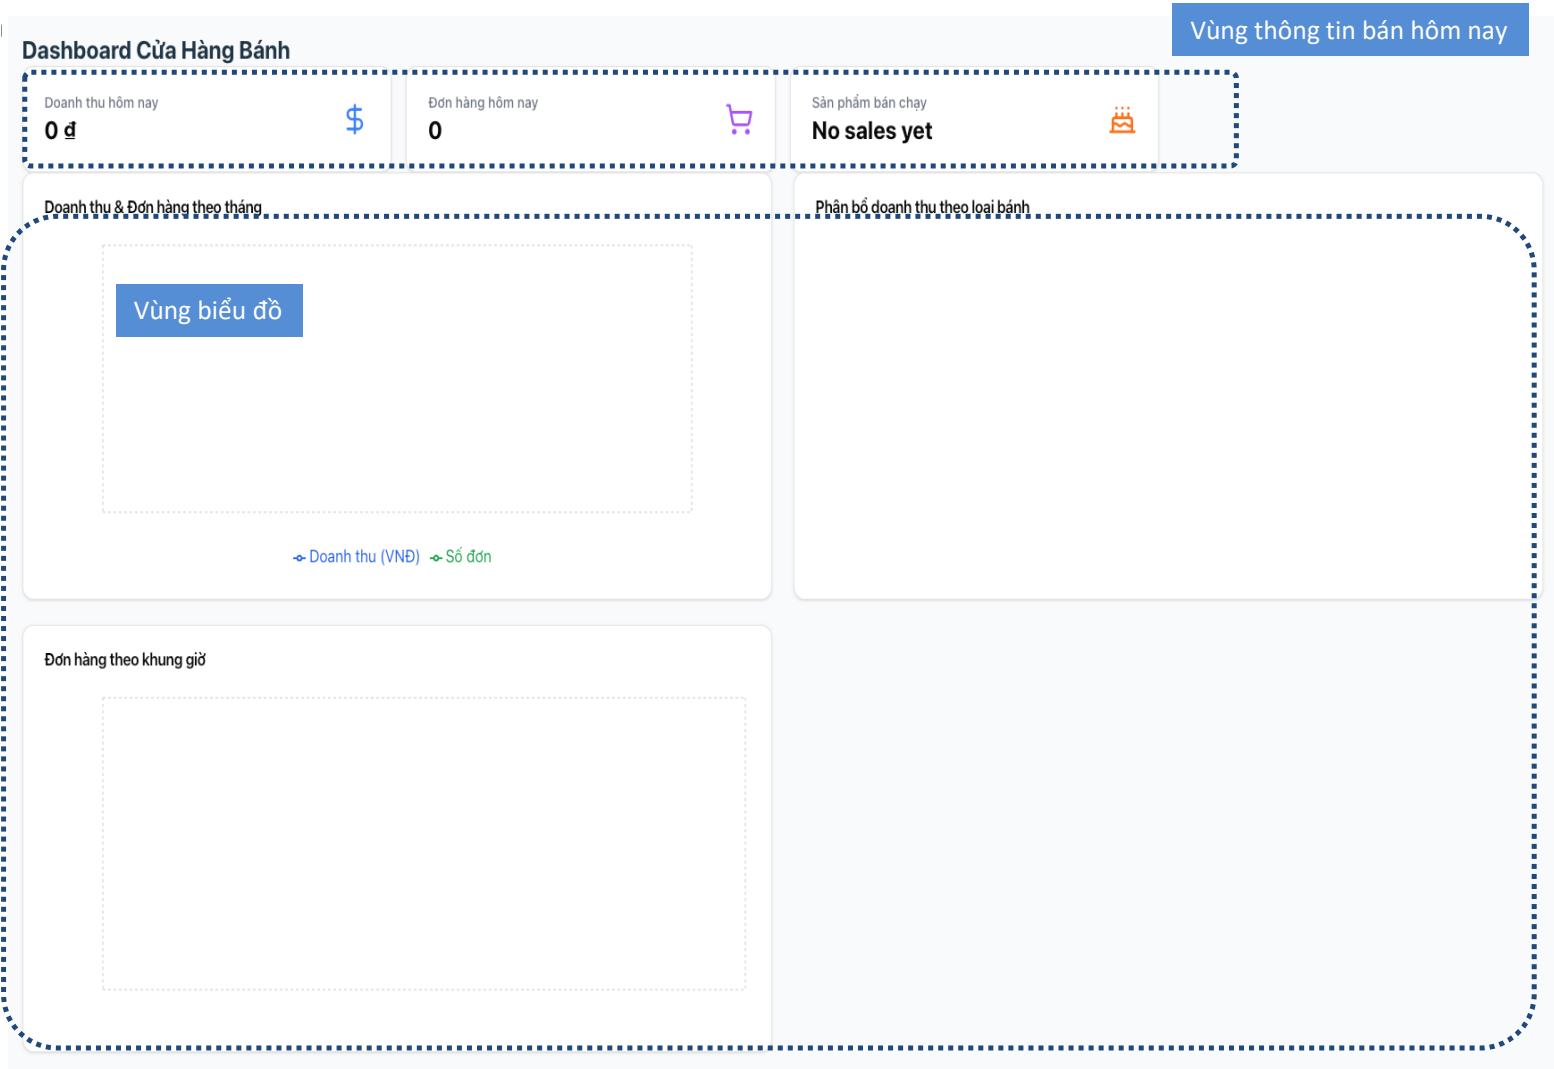 Vùng thông tin bán hôm nay
Dashboard Cửa Hàng Bánh
Doanh thu hôm nay
0 ₫
Đơn hàng hôm nay
0
Sản phẩm bán chạy
No sales yet
Doanh thu & Đơn hàng theo tháng
Phân bổ doanh thu theo loại bánh
Vùng biểu đồ
Doanh thu (VNĐ)
Số đơn
Đơn hàng theo khung giờ